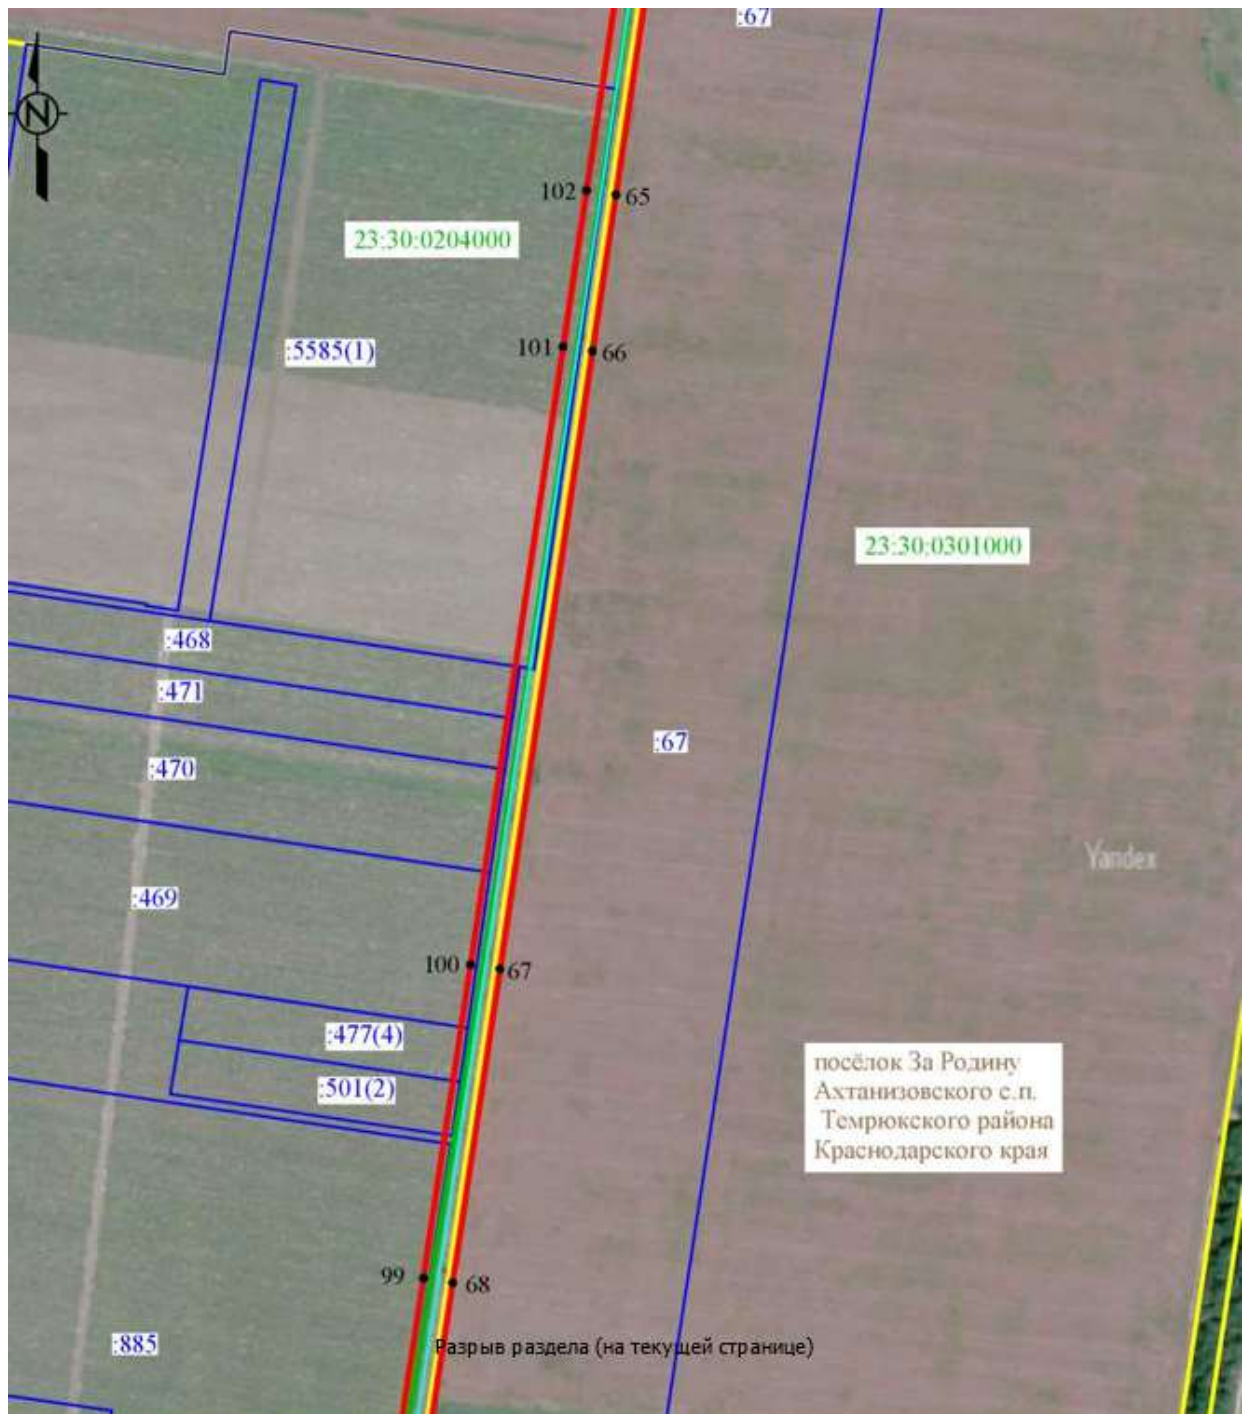 :67
N
102
65
23:30:0204000
101
66
:5585(1)
23:30:0301000
:468
:471
:67
:470
Yandex
:469
100
67
:477(4)
:501(2)
посёлок За Родину
Ахтанизовского с.п.
Темрюкского района
Краснодарского края
99
68
:885
Разрыв раздела (на текущей странице)